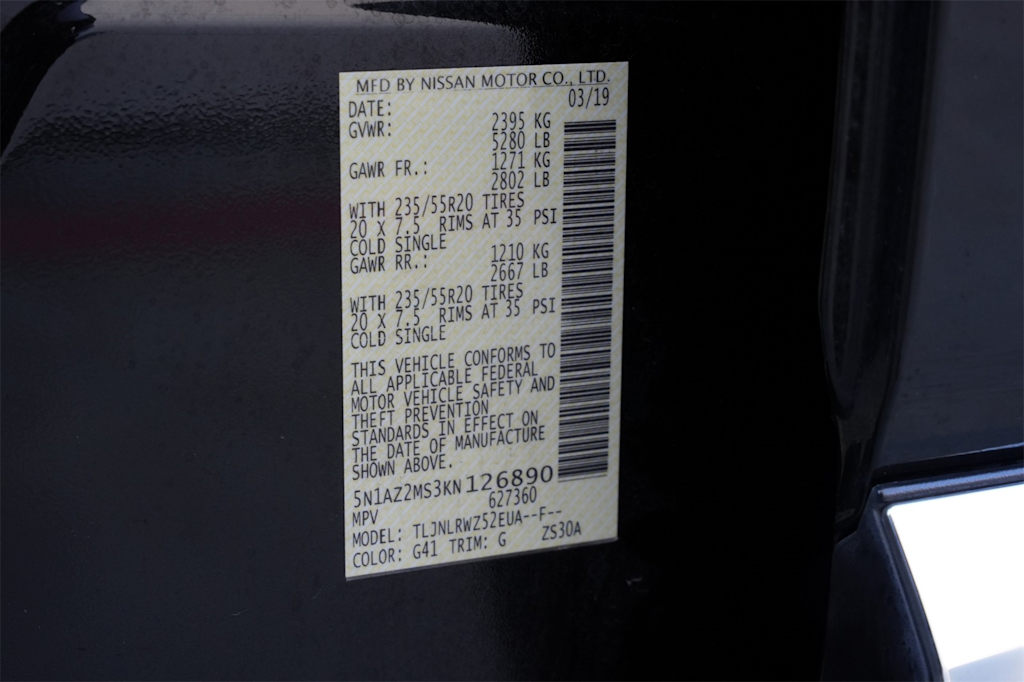 MFD BY NISSAN MOTOR CO., LTD.
DATE: 03/19
GVWR: 2395 KG
5280 LB
GAWR FR.: 1271 KG
2802 LB
WITH 235/55R20 TIRES
20 X 7.5 RIMS AT 35 PSI
COLD SINGLE
GAWR RR.: 1210 KG
2667 LB
WITH 235/55R20 TIRES
20 X 7.5 RIMS AT 35 PSI
COLD SINGLE
THIS VEHICLE CONFORMS TO
ALL APPLICABLE FEDERAL
MOTOR VEHICLE SAFETY AND
THEFT PREVENTION
STANDARDS IN EFFECT ON
THE DATE OF MANUFACTURE
SHOWN ABOVE.
5N1AZ2MS3KN126890
MPV 627360
MODEL: TLJNLRWZ52EUA--F--
COLOR: G41 TRIM: G ZS30A